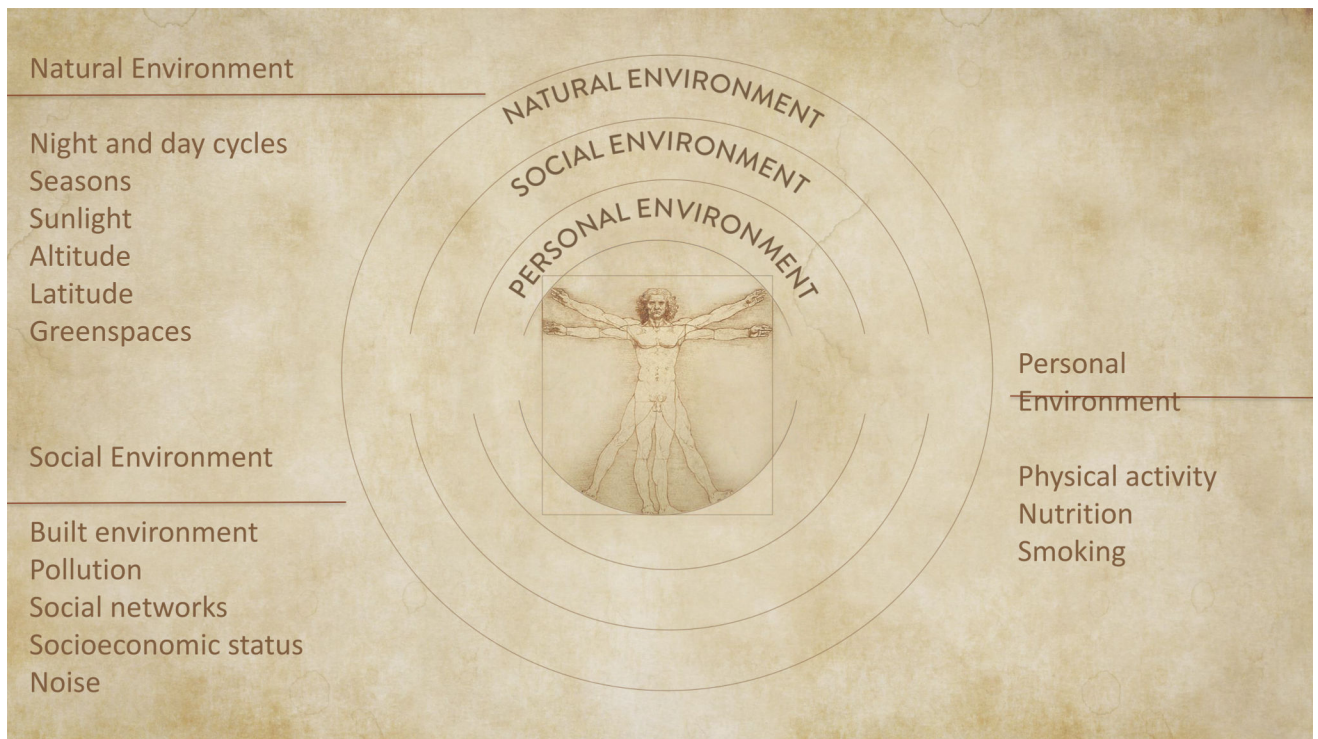 Natural Environment
Night and day cycles
Seasons
Sunlight
Altitude
Latitude
Greenspaces
Social Environment
Built environment
Pollution
Social networks
Socioeconomic status
Noise
NATURAL ENVIRONMENT
SOCIAL ENVIRONMENT
PERSONAL ENVIRONMENT
Personal
Environment
Physical activity
Nutrition
Smoking